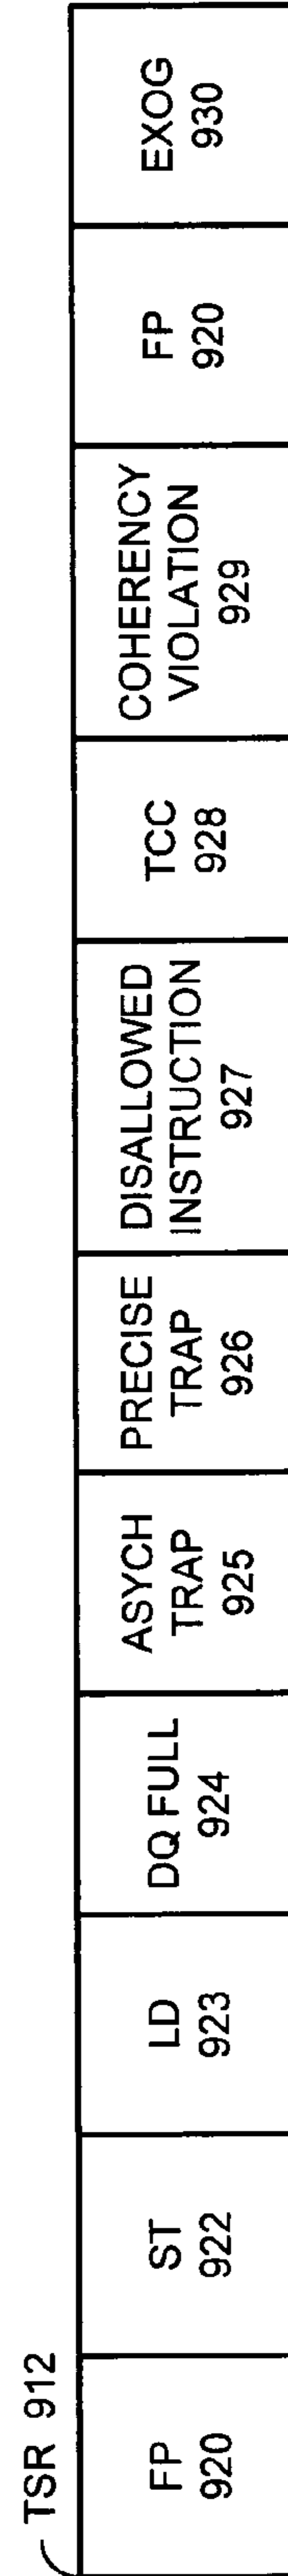 TSR 912
FP
920
ST
922
LD
923
DQ FULL
924
ASYCH
TRAP
925
PRECISE
TRAP
926
DISALLOWED
INSTRUCTION
927
TCC
928
COHERENCY
VIOLATION
929
FP
920
EXOG
930